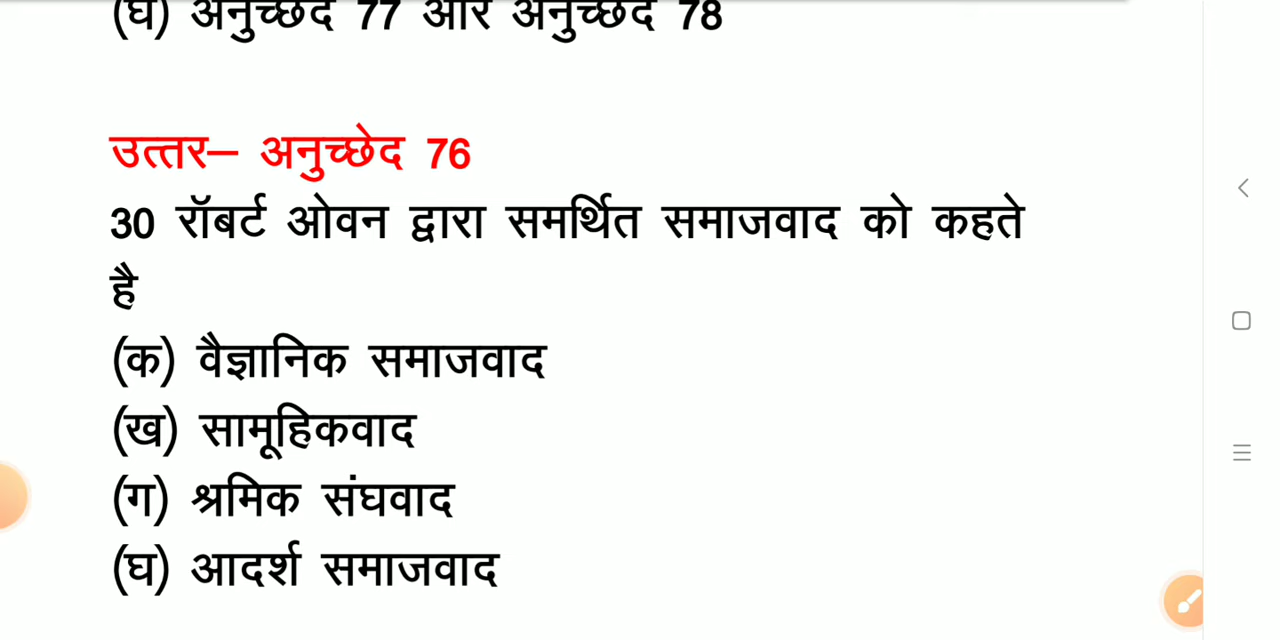 (घ) अनुच्छेद 77 और अनुच्छेद 78
उत्तर– अनुच्छेद 76
30 रॉबर्ट ओवन द्वारा समर्थित समाजवाद को कहते
है
(क) वैज्ञानिक समाजवाद
(ख) सामूहिकवाद
(ग) श्रमिक संघवाद
(घ) आदर्श समाजवाद